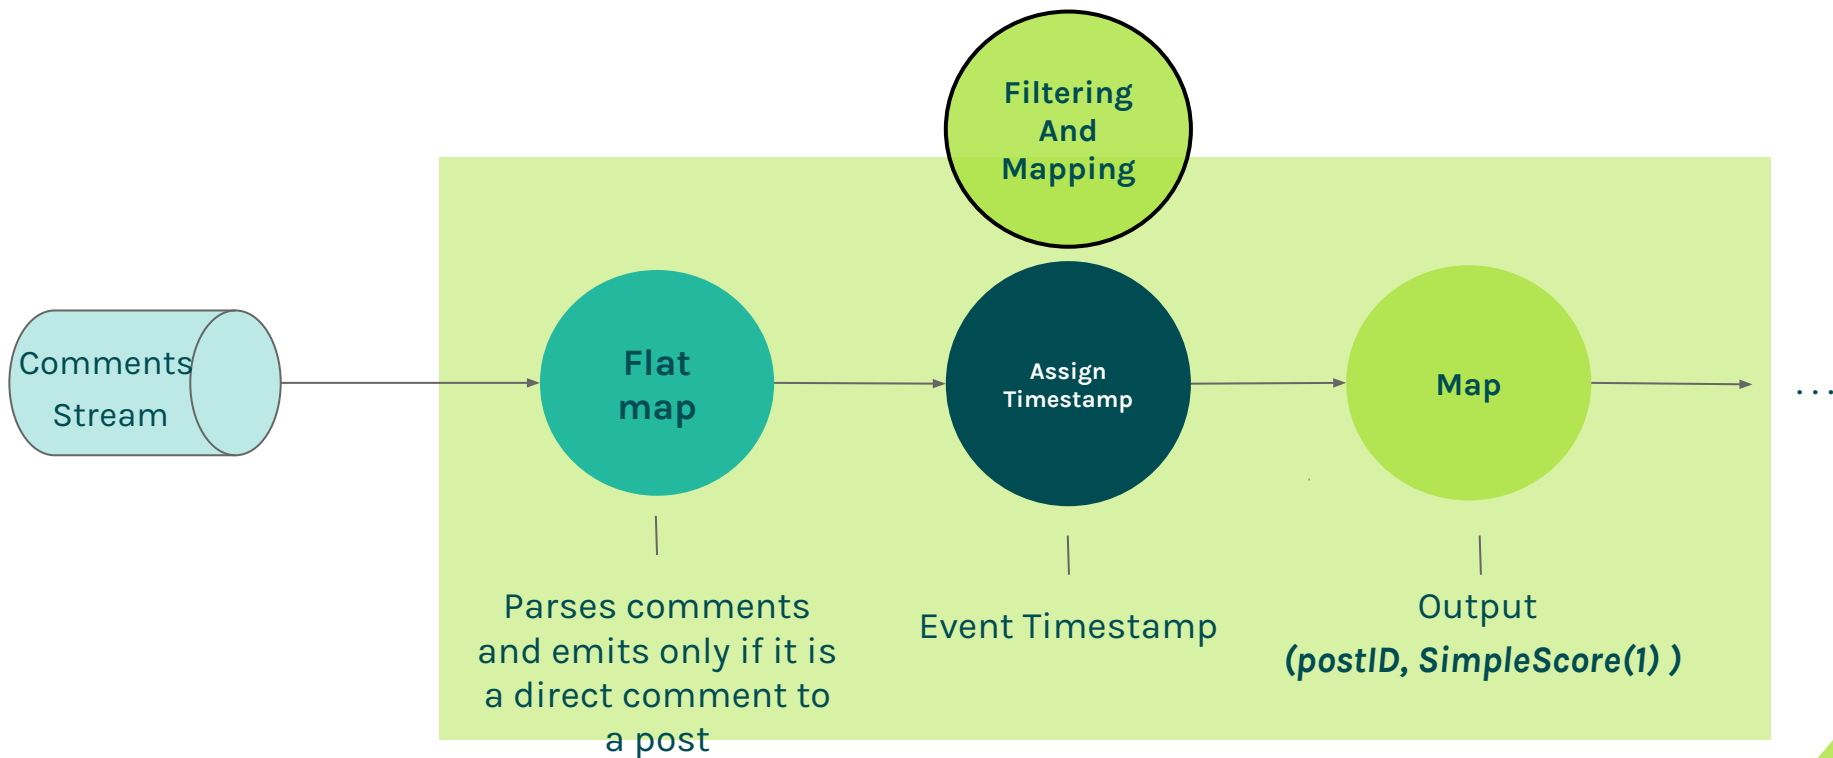 Filtering
And
Mapping
Comments
Stream
Flat
map
Assign
Timestamp
Map
...
Parses comments
and emits only if it is
a direct comment to
a post
Event Timestamp
Output
(postID, SimpleScore(1) )